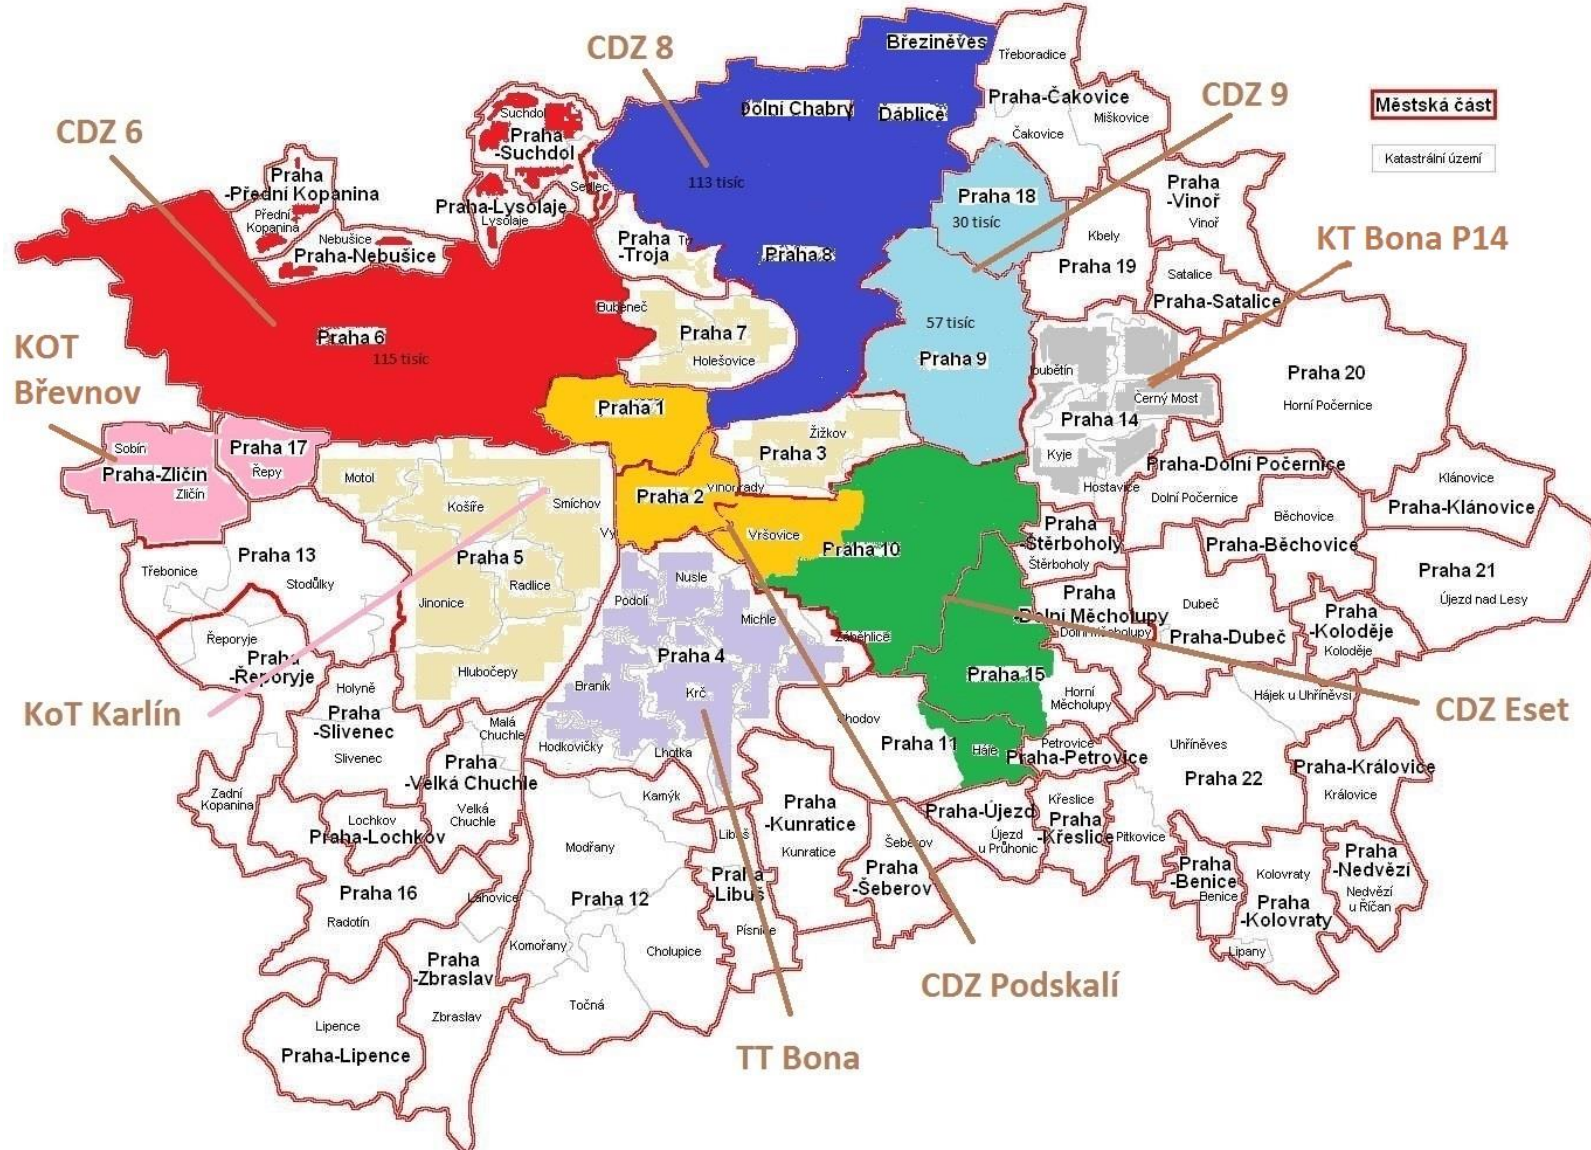 Březiněves
CDZ 8
Třeboradice
Dolní Chabry
Ďáblice
Praha-Čakovice
CDZ 9
Městská část
Miškovice
Čakovice
CDZ 6
Suchdol
Praha
-Suchdol
Katastrální území
Praha
-Přední Kopanina
113 tisíc
Sedlec
Praha 18
Praha
-Vinoř
Vinoř
Praha-Lysolaje
Lysolaje
Přední
Kopanina
30 tisíc
Nebušice
Praha-Nebušice
Praha
-Troja
Praha 8
Kbely
Praha 19
KT Bona P14
Satalice
Praha-Satalice
Bubeneč
Praha 7
Holešovice
57 tisíc
Praha 9
Praha 6
115 tisíc
KOT
Břevnov
Praha 20
Horní Počernice
Černý Most
Praha 14
Praha 1
Žižkov
Praha 3
Kyje
Hostavice
Sobín
Praha-Zličín
Zličín
Praha 17
Řepy
Motol
Košíře
Smíchov
Praha 2
Praha-Dolní Počernice
Dolní Počernice
Klánovice
Praha-Klánovice
Vršovice
Praha 10
Praha
-Štěrboholy
Štěrboholy
Běchovice
Praha-Běchovice
Praha 13
Třebonice
Stodůlky
Praha 5
Radlice
Jinonice
Nusle
Podolí
Michle
Praha 21
Újezd nad Lesy
Praha
-Dolní Měcholupy
Dolní Měcholupy
Dubeč
Praha-Dubeč
Praha
-Koloděje
Koloděje
Řeporyje
Praha
-Řeporyje
Záběhlice
Praha 4
Krč
Braník
Hlubočepy
Praha 15
Horní
Měcholupy
Hájek u Uhříněvsi
KoT Karlín
CDZ Eset
Holyně
Praha
-Slivenec
Slivenec
Malá
Chuchle
Praha
-Velká Chuchle
Velká
Chuchle
Hodkovičky
Lhotka
Chodov
Praha 11
Háje
Petrovice
Praha-Petrovice
Uhříněves
Praha 22
Praha-Královice
Královice
Zadní
Kopanina
Lochkov
Praha-Lochkov
Kamýk
Praha
-Kunratice
Kunratice
Praha-Újezd
Újezd
u Průhonic
Křeslice
Praha
-Křeslice
Pitkovice
Modřany
Libuš
Praha
-Libuš
Šeberov
Praha
-Šeberov
Praha
-Benice
Benice
Kolovraty
Praha
-Kolovraty
Praha
-Nedvězí
Nedvězí
u Říčan
Praha 16
Radotín
Lahovice
Praha 12
Písnice
Komořany
Cholupice
Lipany
Praha
-Zbraslav
Zbraslav
Točná
CDZ Podskalí
Lipence
Praha-Lipence
TT Bona